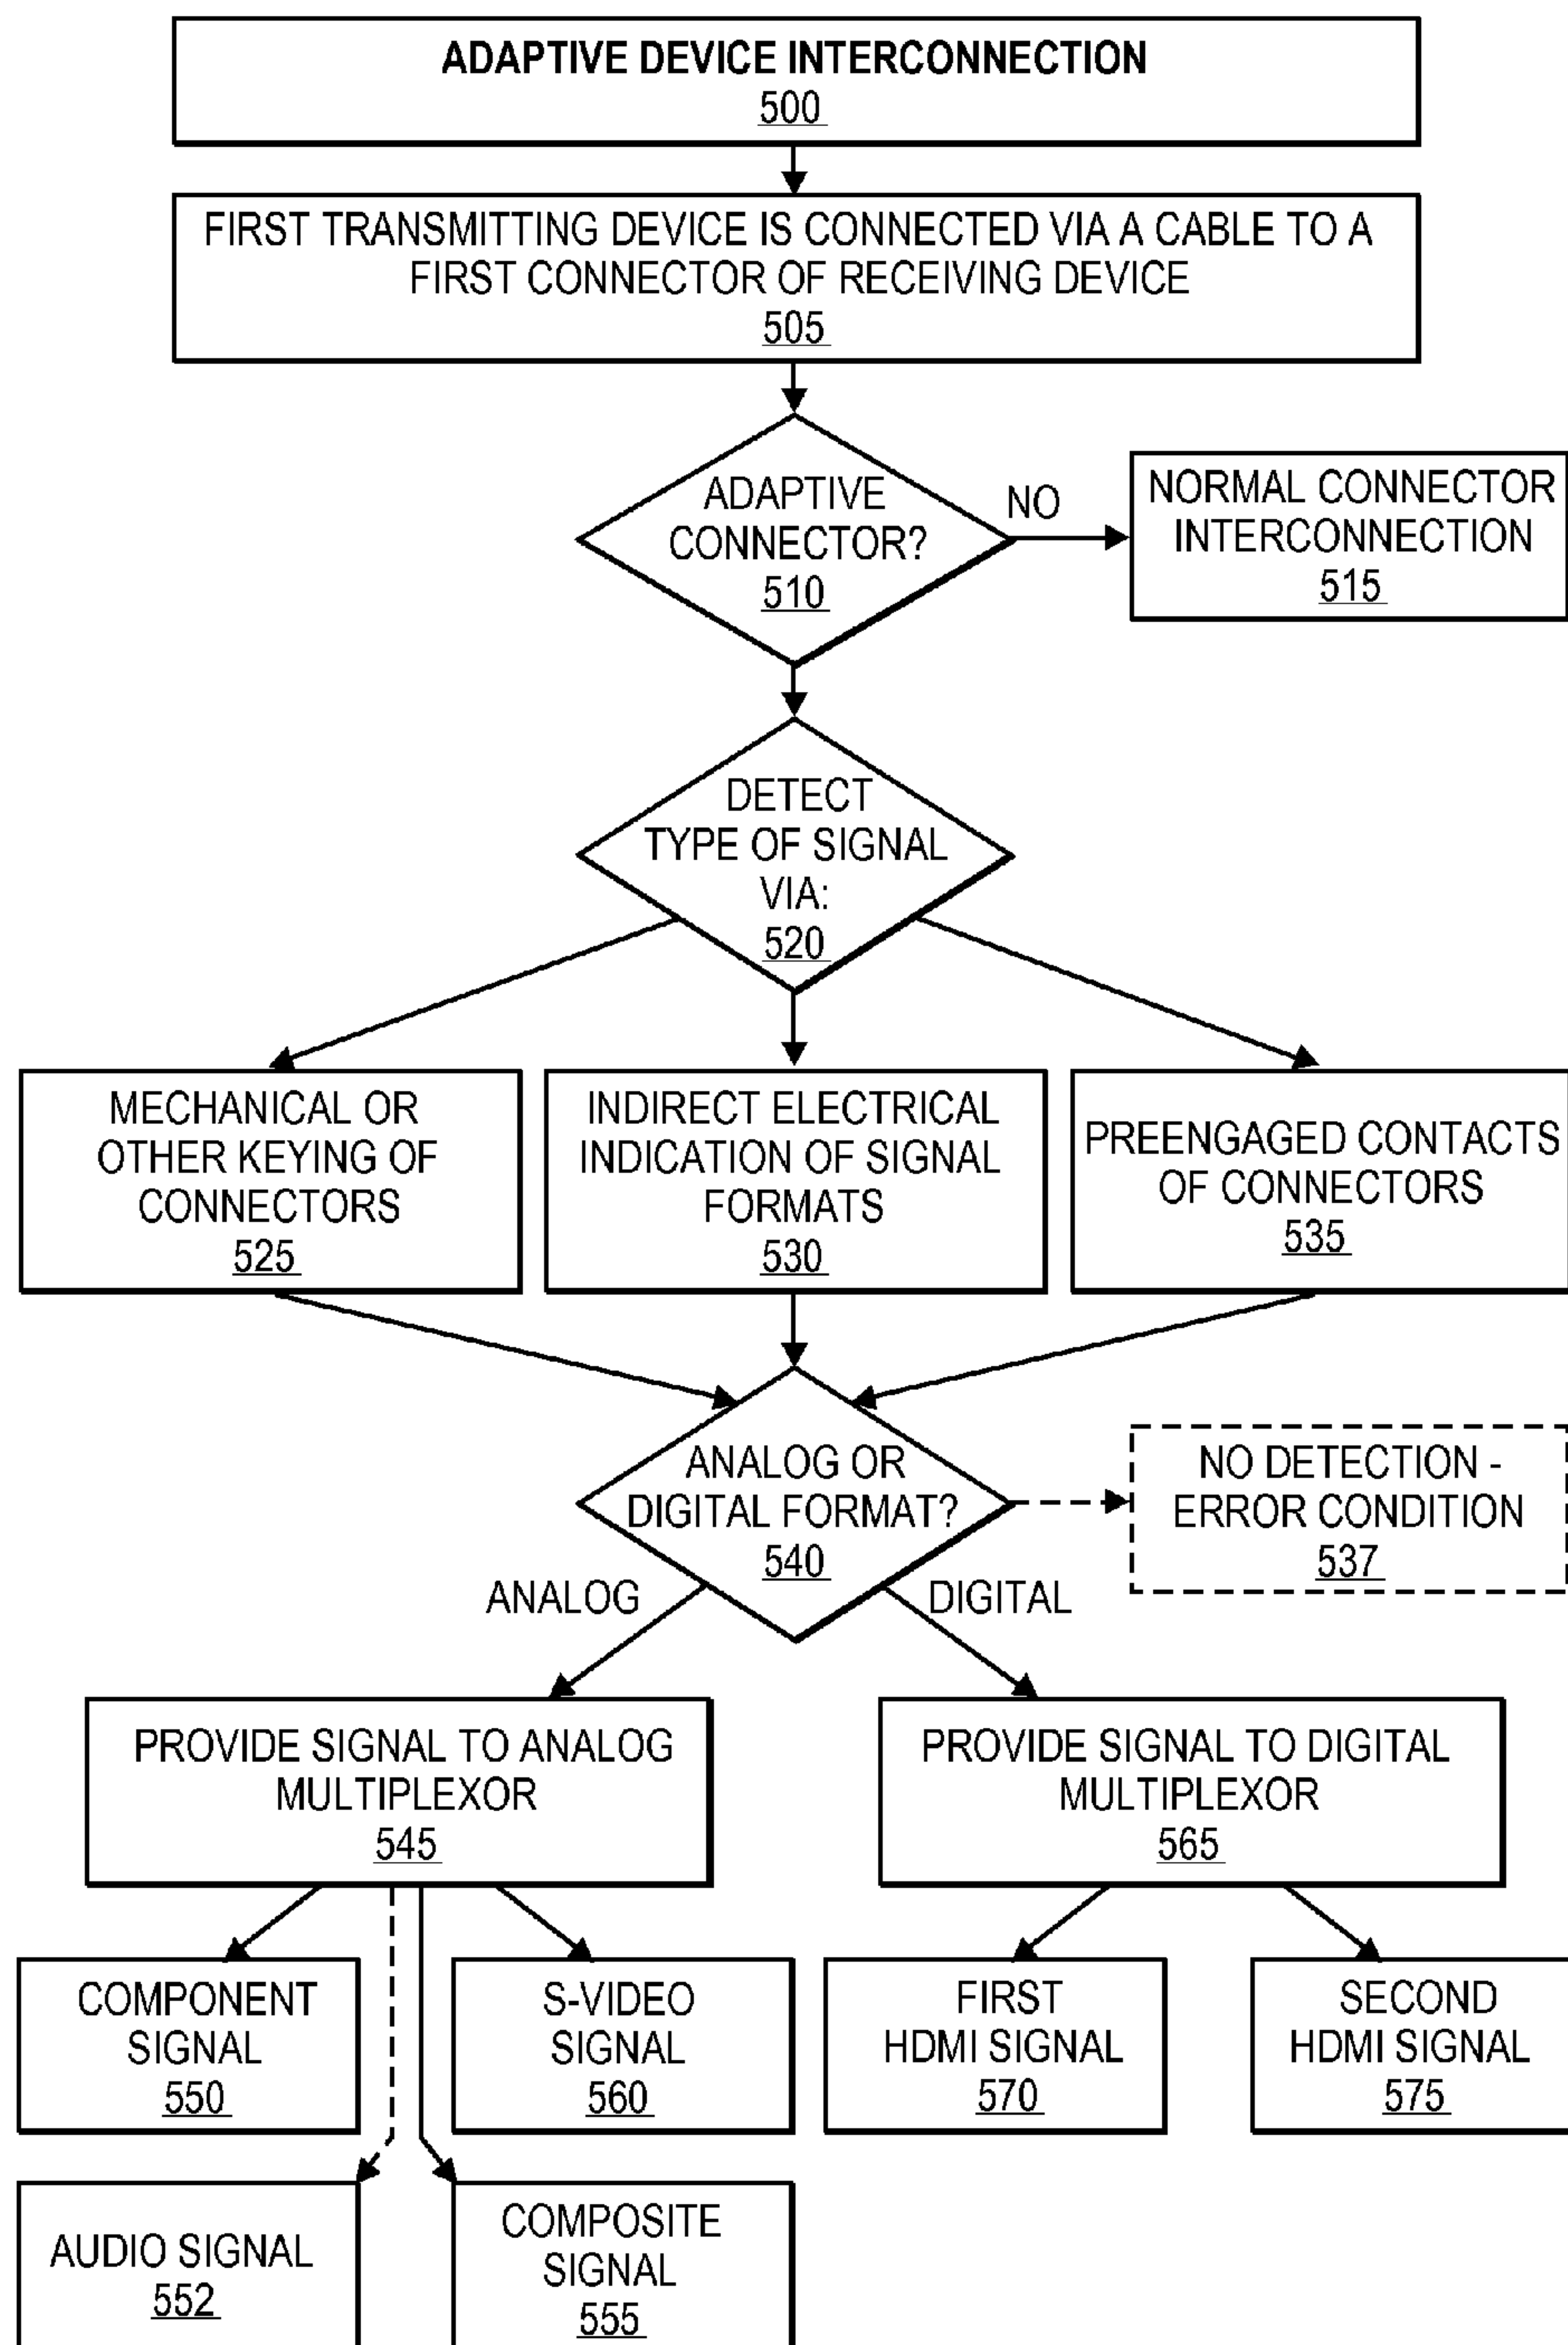 ADAPTIVE DEVICE INTERCONNECTION
500
FIRST TRANSMITTING DEVICE IS CONNECTED VIA A CABLE TO A
FIRST CONNECTOR OF RECEIVING DEVICE
505
ADAPTIVE
CONNECTOR?
510
NO
NORMAL CONNECTOR
INTERCONNECTION
515
DETECT
TYPE OF SIGNAL
VIA:
520
MECHANICAL OR
OTHER KEYING OF
CONNECTORS
525
INDIRECT ELECTRICAL
INDICATION OF SIGNAL
FORMATS
530
PREENGAGED CONTACTS
OF CONNECTORS
535
ANALOG OR
DIGITAL FORMAT?
540
NO DETECTION -
ERROR CONDITION
537
ANALOG
DIGITAL
PROVIDE SIGNAL TO ANALOG
MULTIPLEXOR
545
PROVIDE SIGNAL TO DIGITAL
MULTIPLEXOR
565
COMPONENT
SIGNAL
550
S-VIDEO
SIGNAL
560
FIRST
HDMI SIGNAL
570
SECOND
HDMI SIGNAL
575
AUDIO SIGNAL
552
COMPOSITE
SIGNAL
555